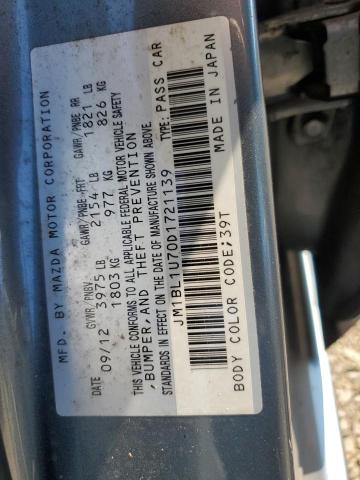 MFD. BY MAZDA MOTOR CORPORATION
DATE GVWR/PNBV. GAWR/PNBE-FRT GAWR/PNBE RR
09/12 3975 LB 2154 LB 1821 LB
1803 KG 977 KG 826 KG
THIS VEHICLE CONFORMS TO ALL APPLICABLE FEDERAL MOTOR VEHICLE SAFETY
,BUMPER,AND THEFT PREVENTION
STANDARDS IN EFFECT ON THE DATE OF MANUFACTURE SHOWN ABOVE.
JM1BL1U70D1721139 TYPE: PASS CAR
BODY COLOR CODE;39T MADE IN JAPAN